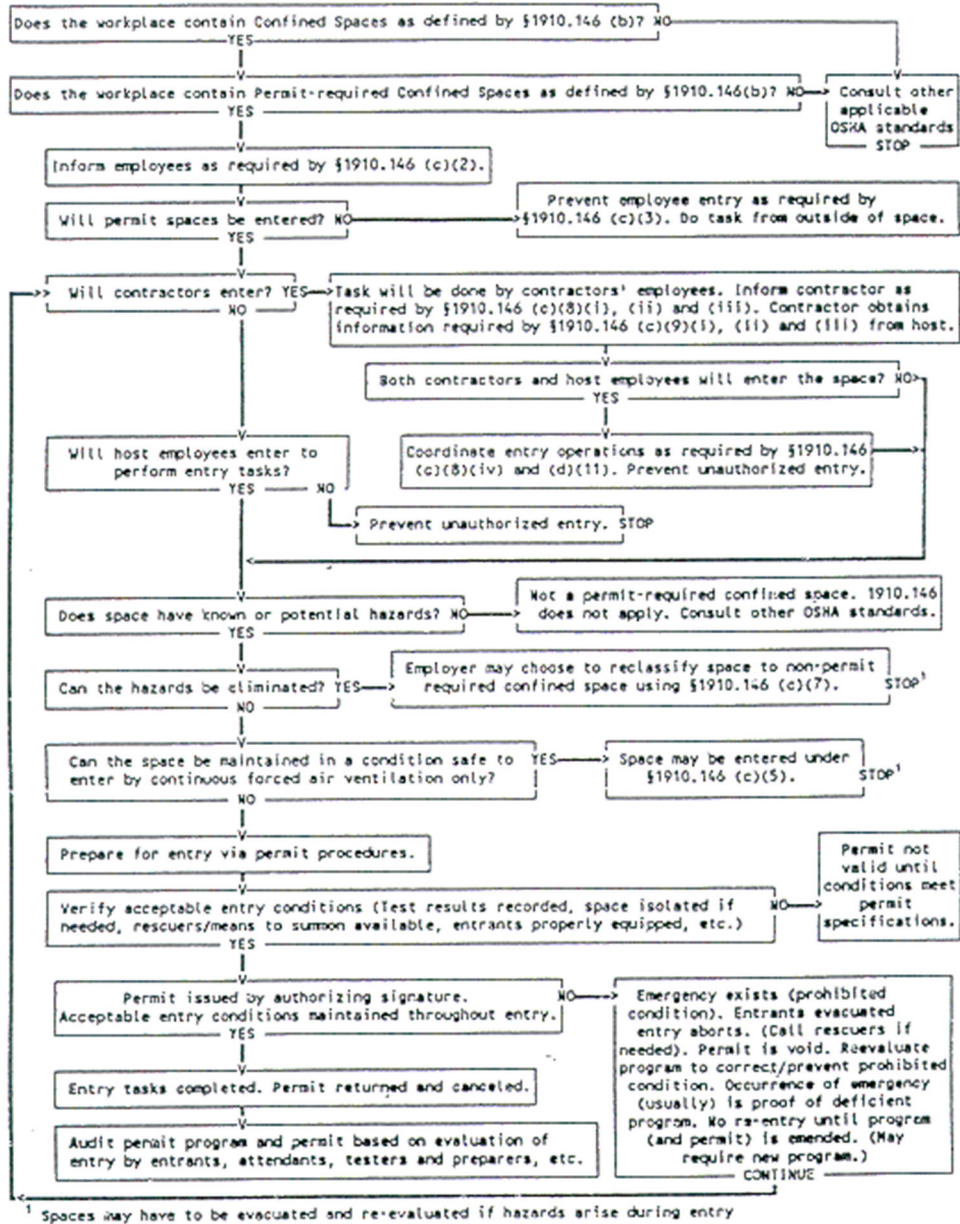 Does the workplace contain Confined Spaces as defined by §1910.146 (b)? NO
YES
Does the workplace contain Permit-required Confined Spaces as defined by §1910.146(b)? NO
YES
Consult other
applicable
OSHA standards
STOP
Inform employees as required by §1910.146 (c)(2).
Will permit spaces be entered? NO
YES
Prevent employee entry as required by
§1910.146 (c)(3). Do task from outside of space.
Will contractors enter? YES
NO
Task will be done by contractors' employees. Inform contractor as
required by §1910.146 (c)(8)(i), (ii) and (iii). Contractor obtains
information required by §1910.146 (c)(9)(i), (ii) and (iii) from host.
Both contractors and host employees will enter the space? NO
YES
Will host employees enter to
perform entry tasks?
YES NO
Coordinate entry operations as required by §1910.146
(c)(8)(iv) and (d)(11). Prevent unauthorized entry.
Prevent unauthorized entry. STOP
Does space have known or potential hazards? NO
YES
Not a permit-required confined space. 1910.146
does not apply. Consult other OSHA standards.
Can the hazards be eliminated? YES
NO
Employer may choose to reclassify space to non-permit
required confined space using §1910.146 (c)(7). STOP¹
Can the space be maintained in a condition safe to
enter by continuous forced air ventilation only?
YES
NO
Space may be entered under
§1910.146 (c)(5). STOP¹
Prepare for entry via permit procedures.
Verify acceptable entry conditions (Test results recorded, space isolated if
needed, rescuers/means to summon available, entrants properly equipped, etc.)
NO
YES
Permit not
valid until
conditions meet
permit
specifications.
Permit issued by authorizing signature.
Acceptable entry conditions maintained throughout entry.
NO
YES
Emergency exists (prohibited
condition). Entrants evacuated
entry aborts. (Call rescuers if
needed). Permit is void. Reevaluate
program to correct/prevent prohibited
condition. Occurrence of emergency
(usually) is proof of deficient
program. No re-entry until program
(and permit) is emended. (May
require new program.)
CONTINUE
Entry tasks completed. Permit returned and canceled.
Audit permit program and permit based on evaluation of
entry by entrants, attendants, testers and preparers, etc.
¹ Spaces may have to be evacuated and re-evaluated if hazards arise during entry